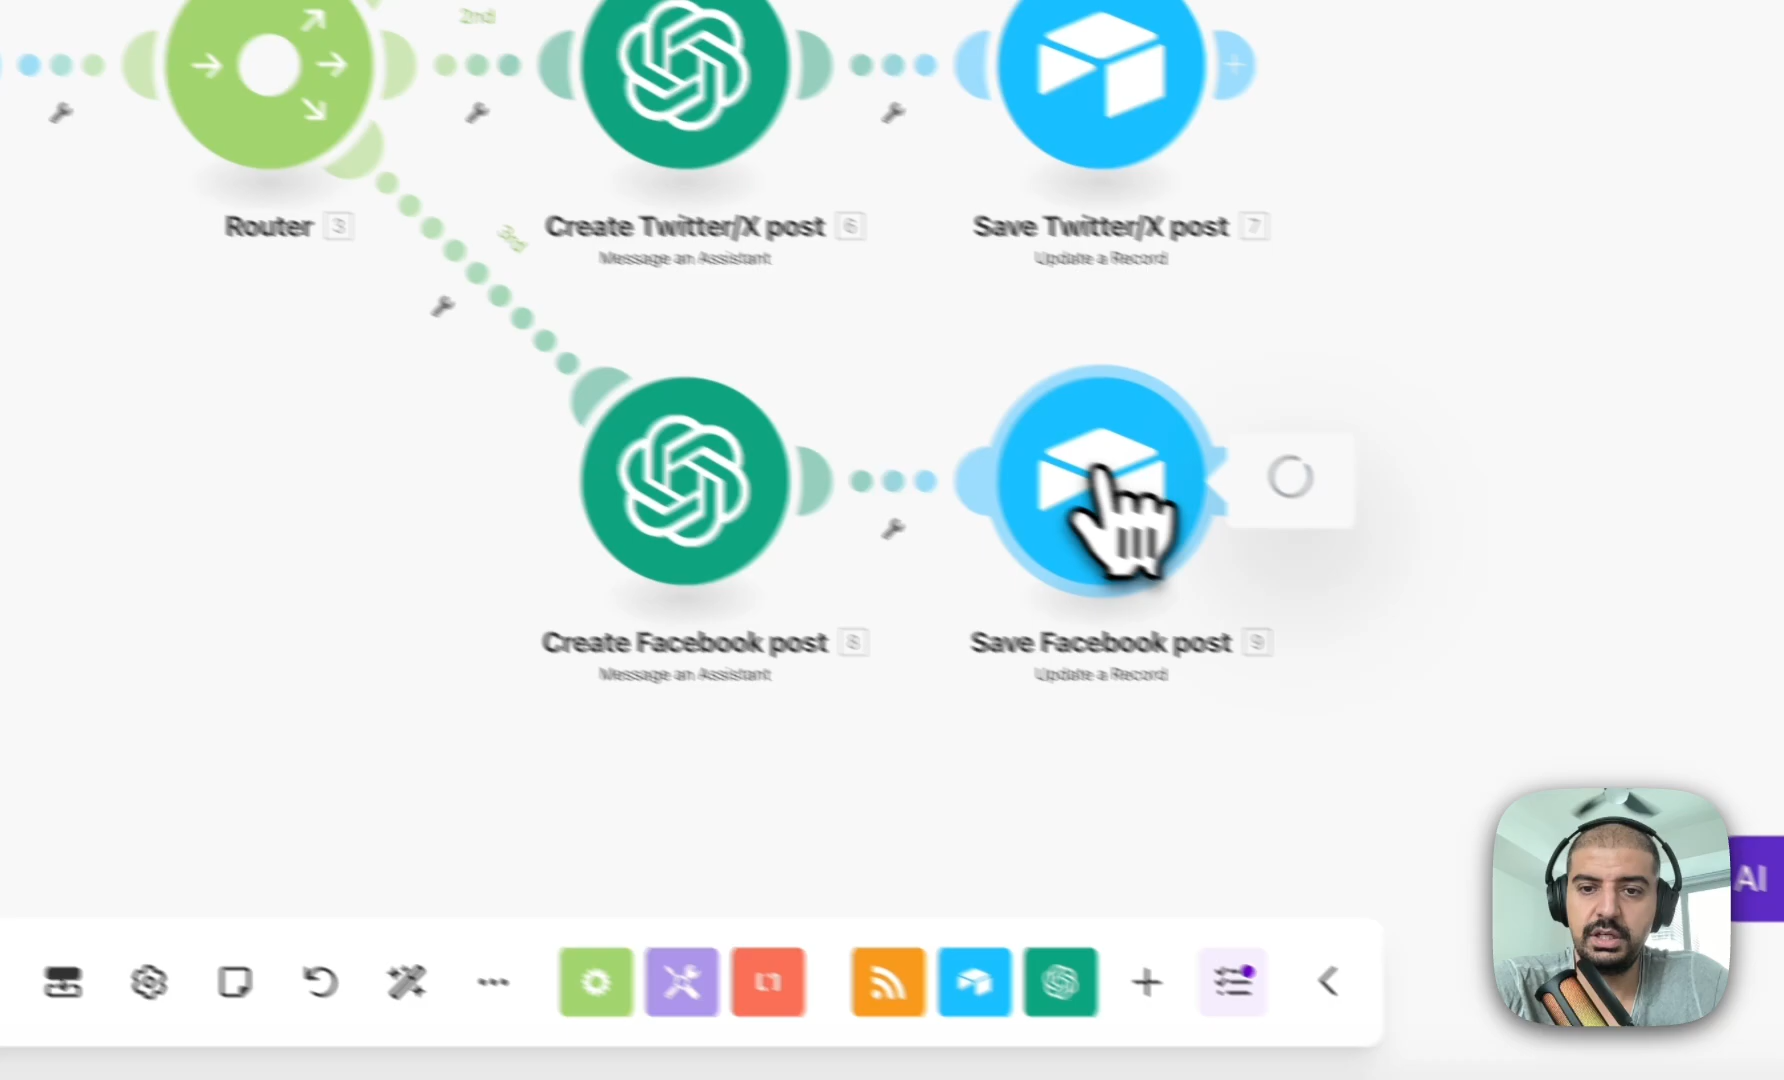 2nd
Router 3
Create Twitter/X post 6
Message an Assistant
Save Twitter/X post 7
Update a Record
3rd
Create Facebook post 8
Message an Assistant
Save Facebook post 9
Update a Record
AI